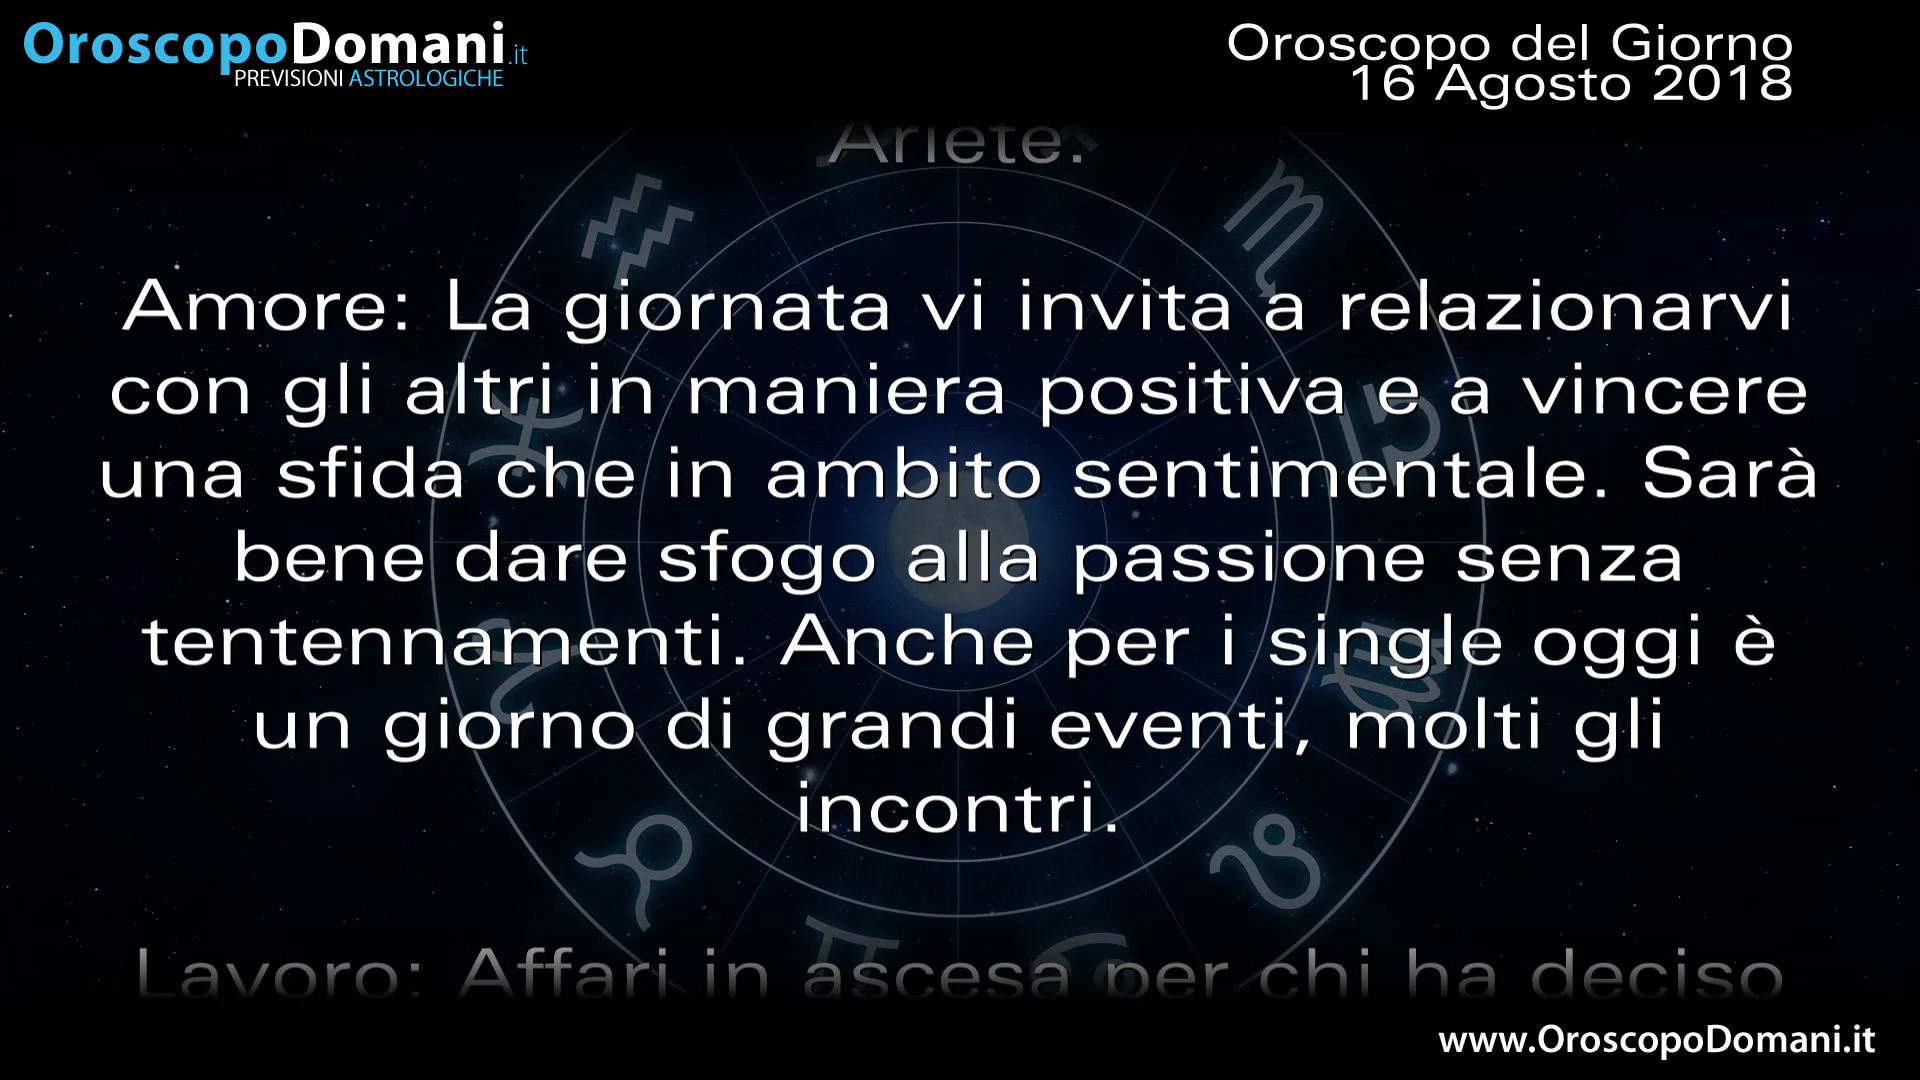 OroscopoDomani.it
PREVISIONI ASTROLOGICHE
Oroscopo del Giorno
16 Agosto 2018
Ariete.
Amore: La giornata vi invita a relazionarvi
con gli altri in maniera positiva e a vincere
una sfida che in ambito sentimentale. Sarà
bene dare sfogo alla passione senza
tentennamenti. Anche per i single oggi è
un giorno di grandi eventi, molti gli
incontri.
Lavoro: Affari in ascesa per chi ha deciso
www.OroscopoDomani.it